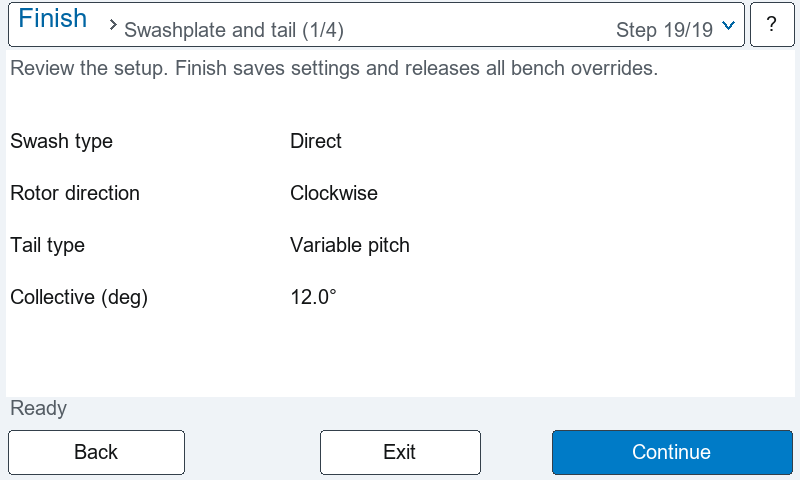 Finish > Swashplate and tail (1/4) Step 19/19 ?
Review the setup. Finish saves settings and releases all bench overrides.
Swash type Direct
Rotor direction Clockwise
Tail type Variable pitch
Collective (deg) 12.0°
Ready
Back Exit Continue